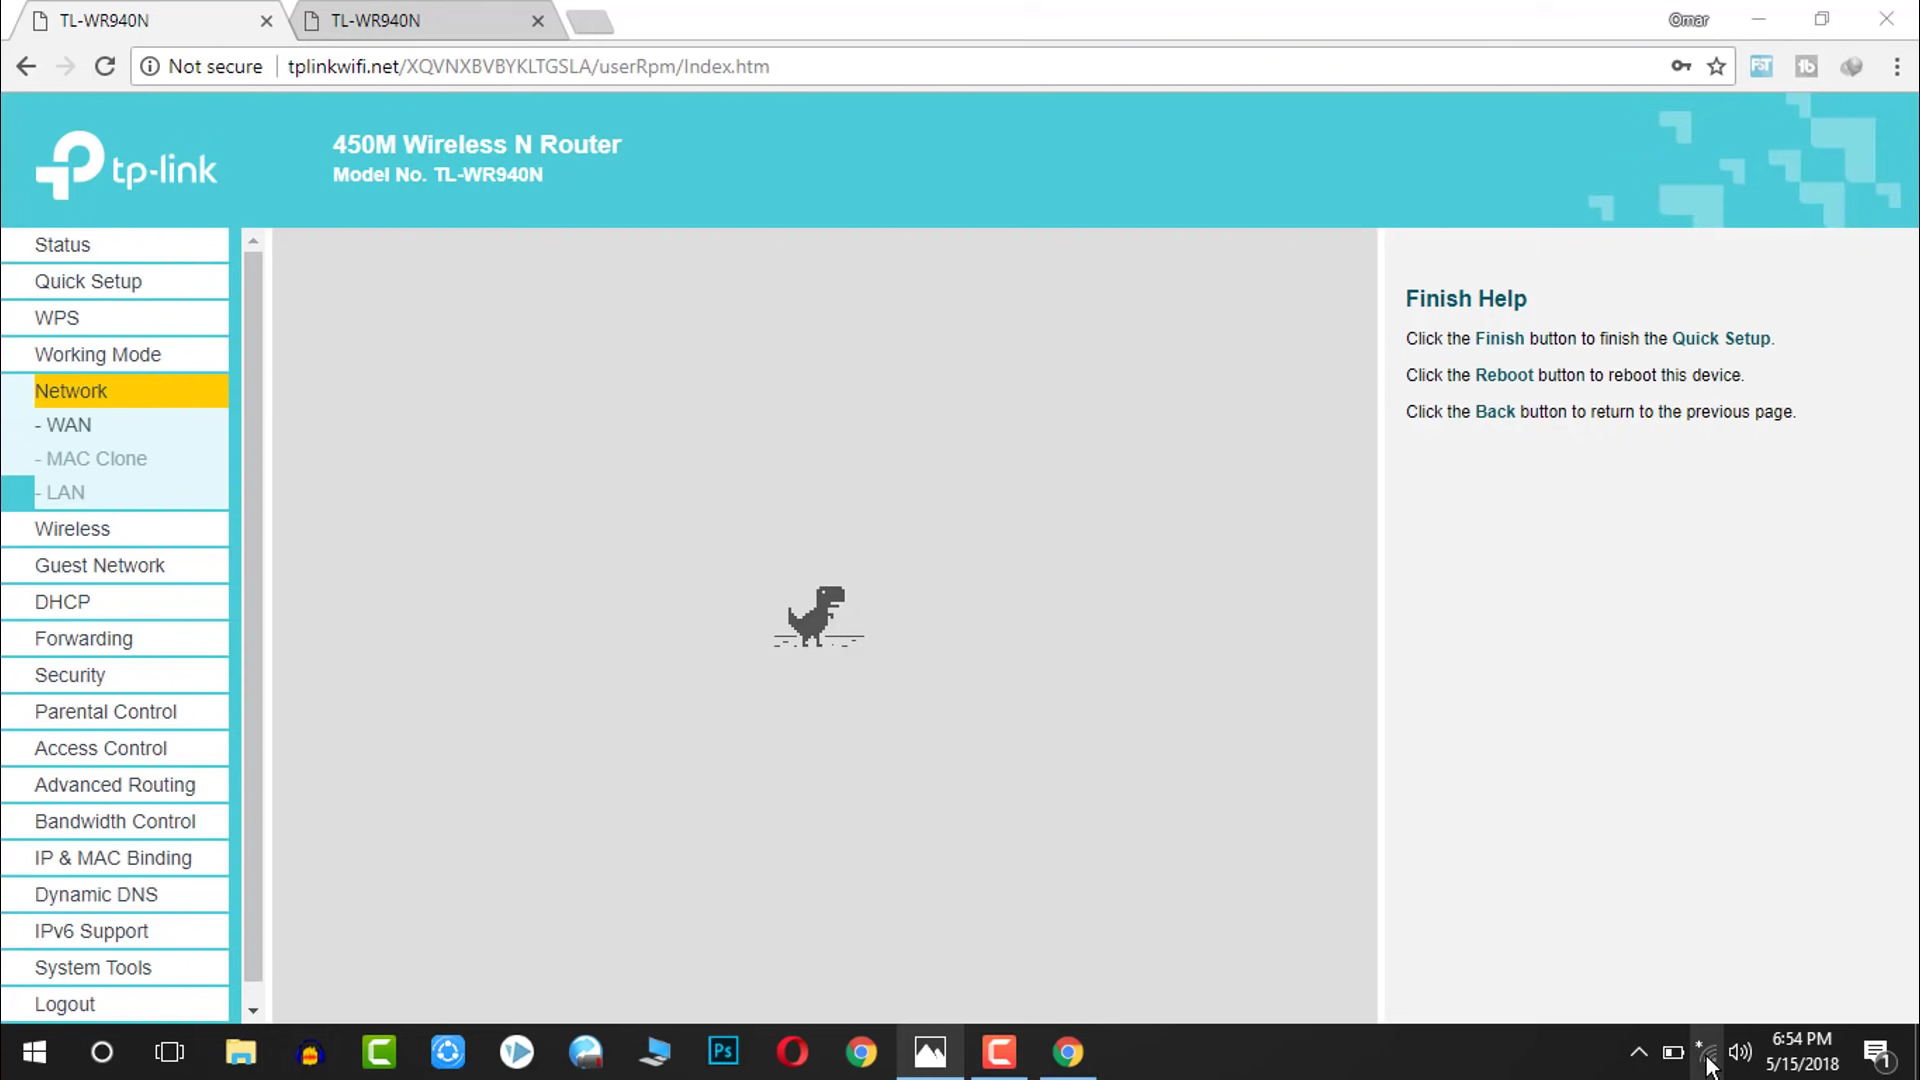 TL-WR940N
TL-WR940N
Omar
Not secure
tplinkwifi.net/XQVNXBVBYKLTGSLA/userRpm/Index.htm
tp-link
450M Wireless N Router
Model No. TL-WR940N
Status
Quick Setup
WPS
Working Mode
Network
- WAN
- MAC Clone
- LAN
Wireless
Guest Network
DHCP
Forwarding
Security
Parental Control
Access Control
Advanced Routing
Bandwidth Control
IP & MAC Binding
Dynamic DNS
IPv6 Support
System Tools
Logout
Finish Help
Click the Finish button to finish the Quick Setup.
Click the Reboot button to reboot this device.
Click the Back button to return to the previous page.
Ps
6:54 PM
5/15/2018
1